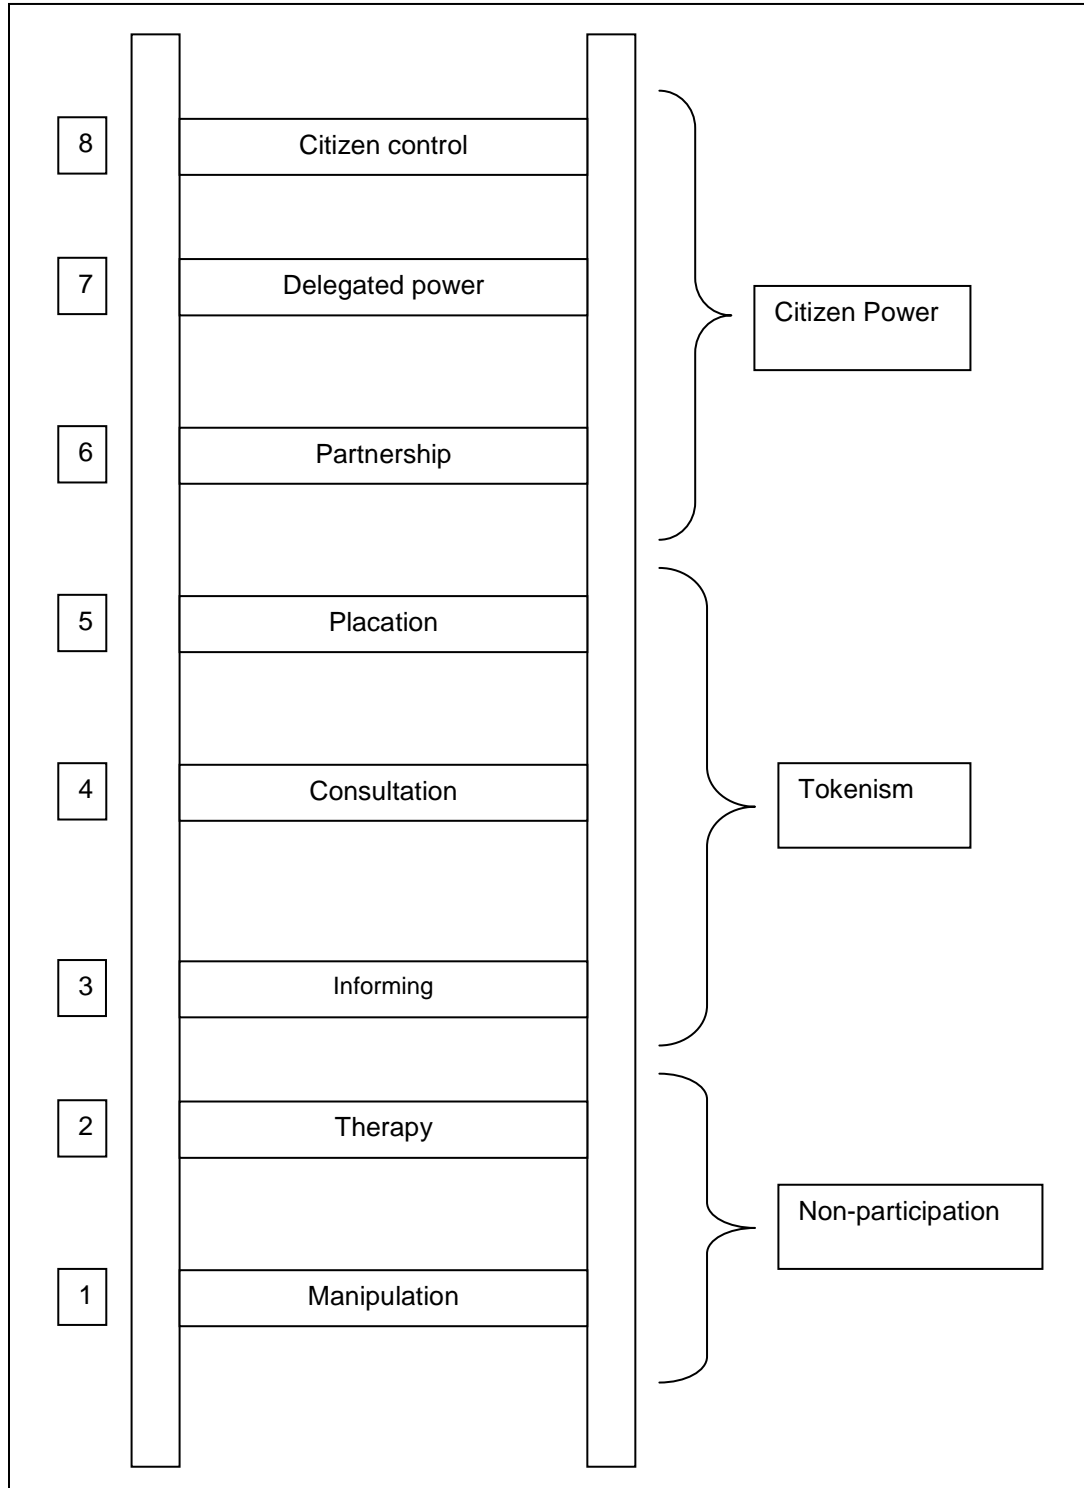 8
Citizen control
7
Delegated power
Citizen Power
6
Partnership
5
Placation
4
Consultation
Tokenism
3
Informing
2
Therapy
Non-participation
1
Manipulation